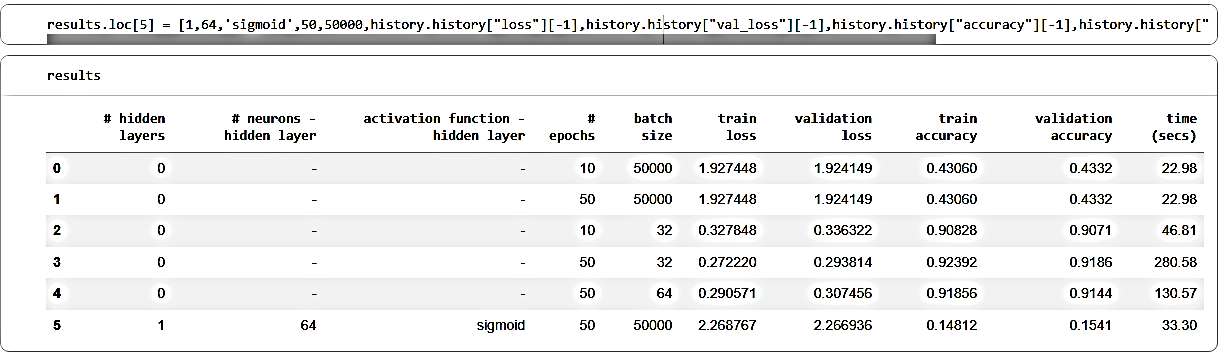 results.loc[5] = [1,64,'sigmoid',50,50000,history.history["loss"][-1],history.history["val_loss"][-1],history.history["accuracy"][-1],history.history["
results
# hidden layers # neurons - hidden layer activation function - hidden layer # epochs batch size train loss validation loss train accuracy validation accuracy time (secs)
0 0 - - 10 50000 1.927448 1.924149 0.43060 0.4332 22.98
1 0 - - 50 50000 1.927448 1.924149 0.43060 0.4332 22.98
2 0 - - 10 32 0.327848 0.336322 0.90828 0.9071 46.81
3 0 - - 50 32 0.272220 0.293814 0.92392 0.9186 280.58
4 0 - - 50 64 0.290571 0.307456 0.91856 0.9144 130.57
5 1 64 sigmoid 50 50000 2.268767 2.266936 0.14812 0.1541 33.30